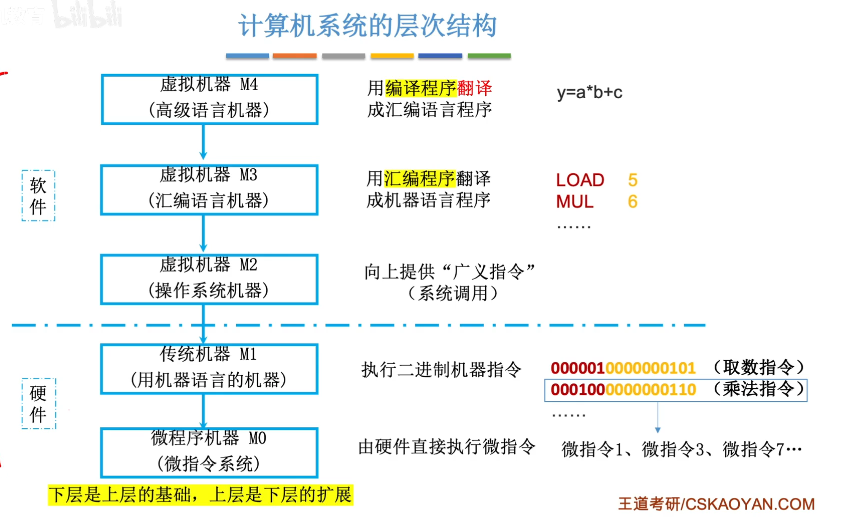 bilibili
计算机系统的层次结构
虚拟机器 M4
(高级语言机器)
用编译程序翻译
成汇编语言程序
y=a*b+c
软
件
虚拟机器 M3
(汇编语言机器)
用汇编程序翻译
成机器语言程序
LOAD 5
MUL 6
……
虚拟机器 M2
(操作系统机器)
向上提供“广义指令”
(系统调用)
硬
件
传统机器 M1
(用机器语言的机器)
执行二进制机器指令
0000010000000101 (取数指令)
0001000000000110 (乘法指令)
……
微程序机器 M0
(微指令系统)
由硬件直接执行微指令
微指令1、微指令3、微指令7…
下层是上层的基础，上层是下层的扩展
王道考研/CSKAOYAN.COM